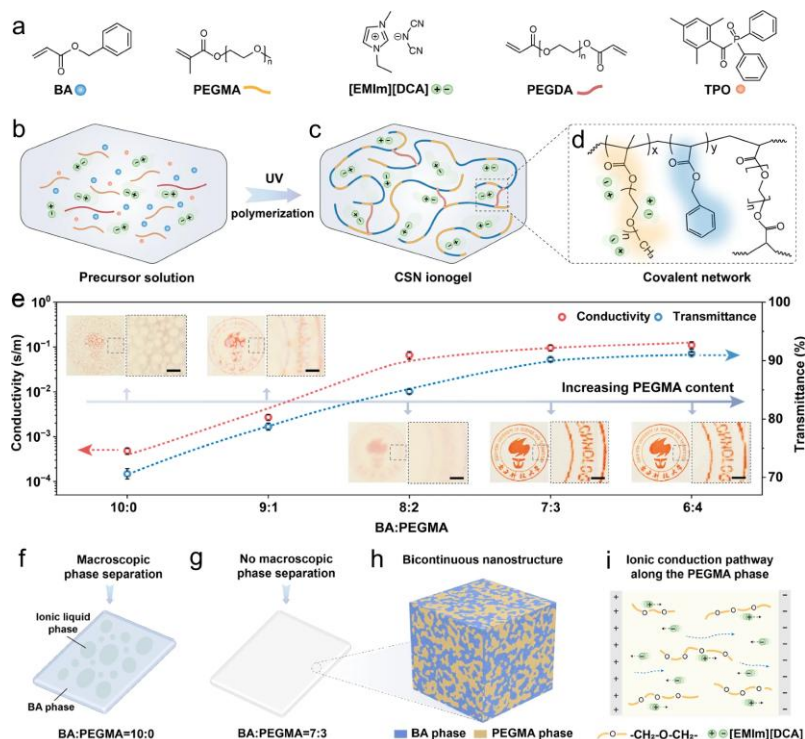 a
BA
PEGMA
[EMIm][DCA]
PEGDA
TPO
b
Precursor solution
UV
polymerization
c
CSN ionogel
d
Covalent network
e
Conductivity (s/m)
10⁰
10⁻¹
10⁻²
10⁻³
10⁻⁴
Conductivity
Transmittance
Increasing PEGMA content
100
90
80
70
Transmittance (%)
10:0
9:1
8:2
7:3
6:4
BA:PEGMA
f
Macroscopic
phase separation
Ionic liquid
phase
BA phase
BA:PEGMA=10:0
g
No macroscopic
phase separation
BA:PEGMA=7:3
h
Bicontinuous nanostructure
BA phase
PEGMA phase
i
Ionic conduction pathway
along the PEGMA phase
-CH₂-O-CH₂-
[EMIm][DCA]